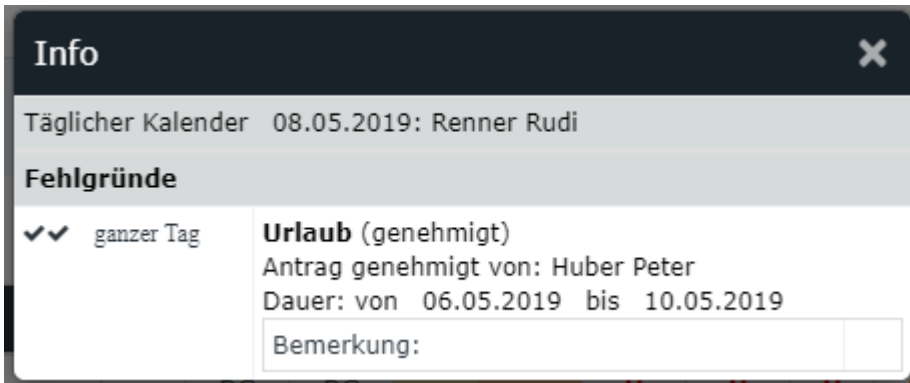 Info
Täglicher Kalender 08.05.2019: Renner Rudi
Fehlgründe
ganzer Tag Urlaub (genehmigt)
Antrag genehmigt von: Huber Peter
Dauer: von 06.05.2019 bis 10.05.2019
Bemerkung: